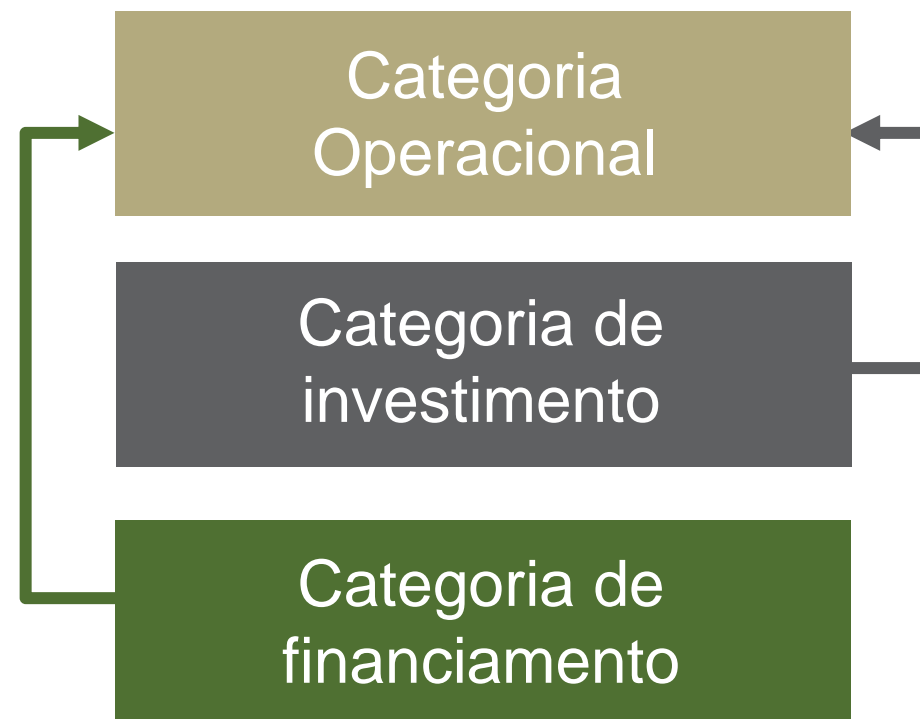 Categoria
Operacional
Categoria de
investimento
Categoria de
financiamento